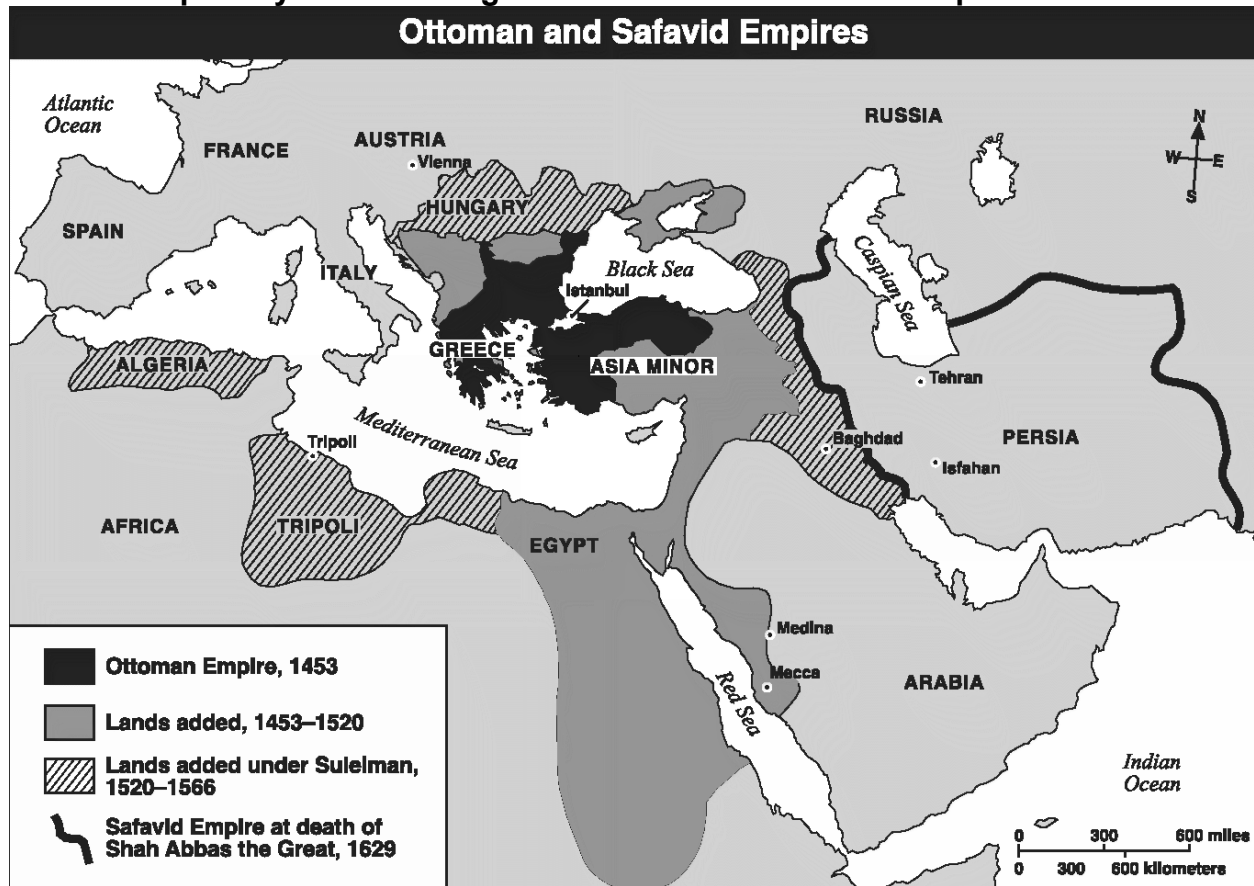 Ottoman and Safavid Empires
Atlantic
Ocean
RUSSIA
N
W
E
S
FRANCE
AUSTRIA
Vienna
HUNGARY
SPAIN
ITALY
Black Sea
Caspian Sea
Istanbul
ALGERIA
GREECE
ASIA MINOR
Tehran
Mediterranean Sea
Tripoli
Baghdad
PERSIA
Isfahan
AFRICA
TRIPOLI
EGYPT
Medina
Mecca
Red Sea
ARABIA
Indian
Ocean
Ottoman Empire, 1453
Lands added, 1453–1520
Lands added under Suleiman,
1520–1566
Safavid Empire at death of
Shah Abbas the Great, 1629
0 300 600 miles
0 300 600 kilometers